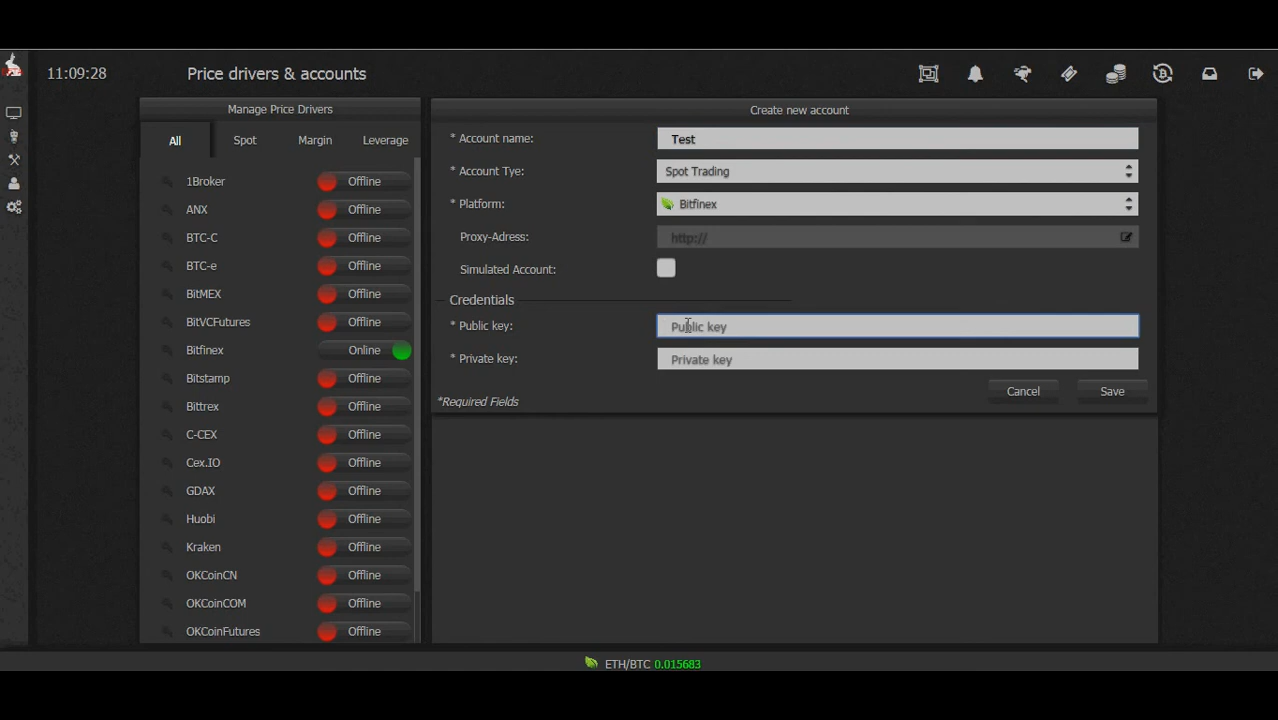 11:09:28
Price drivers & accounts
Manage Price Drivers
All Spot Margin Leverage
1Broker Offline
ANX Offline
BTC-C Offline
BTC-e Offline
BitMEX Offline
BitVCFutures Offline
Bitfinex Online
Bitstamp Offline
Bittrex Offline
C-CEX Offline
Cex.IO Offline
GDAX Offline
Huobi Offline
Kraken Offline
OKCoinCN Offline
OKCoinCOM Offline
OKCoinFutures Offline
Create new account
* Account name: Test
* Account Tye: Spot Trading
* Platform: Bitfinex
Proxy-Adress: http://
Simulated Account:
Credentials
* Public key: Public key
* Private key: Private key
*Required Fields
Cancel Save
ETH/BTC 0.015683